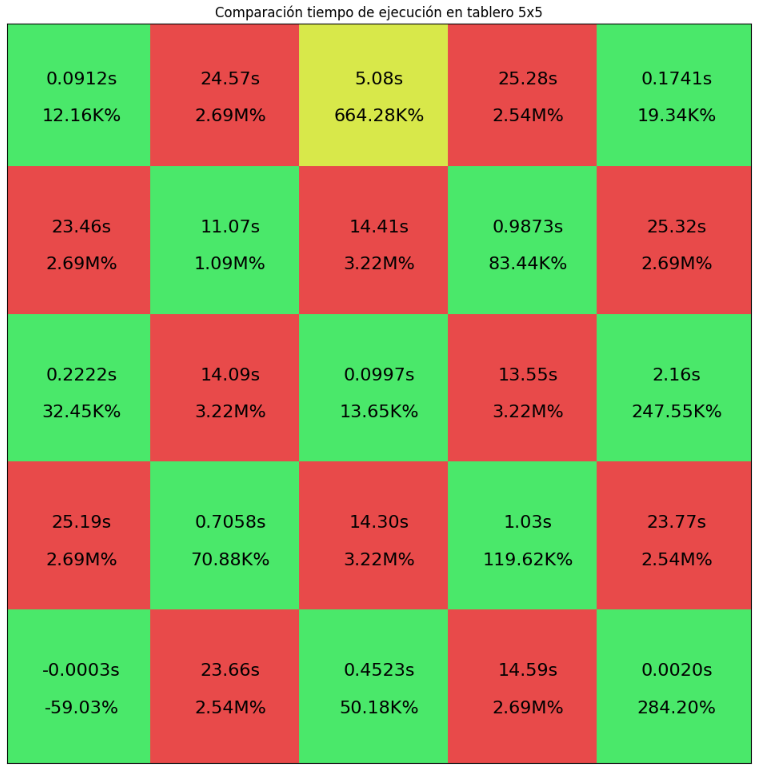 Comparación tiempo de ejecución en tablero 5x5
0.0912s 24.57s 5.08s 25.28s 0.1741s
12.16K% 2.69M% 664.28K% 2.54M% 19.34K%
23.46s 11.07s 14.41s 0.9873s 25.32s
2.69M% 1.09M% 3.22M% 83.44K% 2.69M%
0.2222s 14.09s 0.0997s 13.55s 2.16s
32.45K% 3.22M% 13.65K% 3.22M% 247.55K%
25.19s 0.7058s 14.30s 1.03s 23.77s
2.69M% 70.88K% 3.22M% 119.62K% 2.54M%
-0.0003s 23.66s 0.4523s 14.59s 0.0020s
-59.03% 2.54M% 50.18K% 2.69M% 284.20%